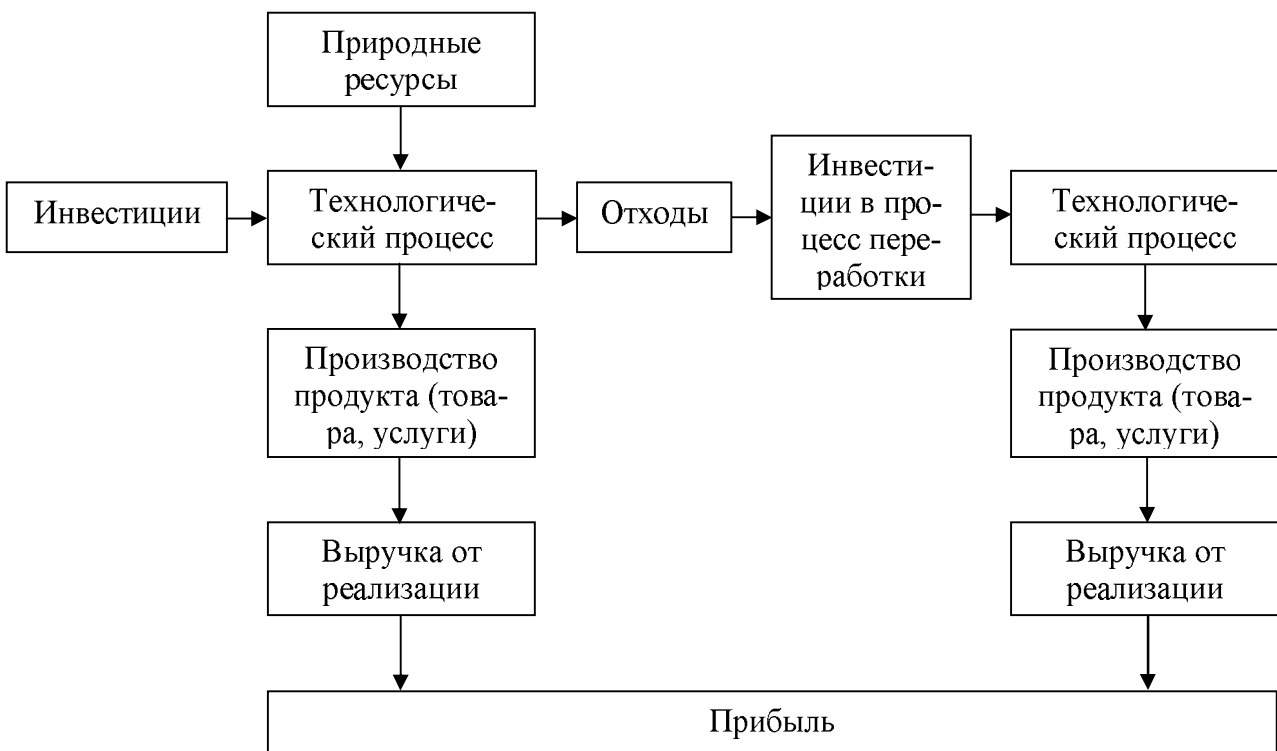 Природные
ресурсы
Инвестиции
Технологиче-
ский процесс
Отходы
Инвести-
ции в про-
цесс пере-
работки
Технологиче-
ский процесс
Производство
продукта (това-
ра, услуги)
Производство
продукта (това-
ра, услуги)
Выручка от
реализации
Выручка от
реализации
Прибыль